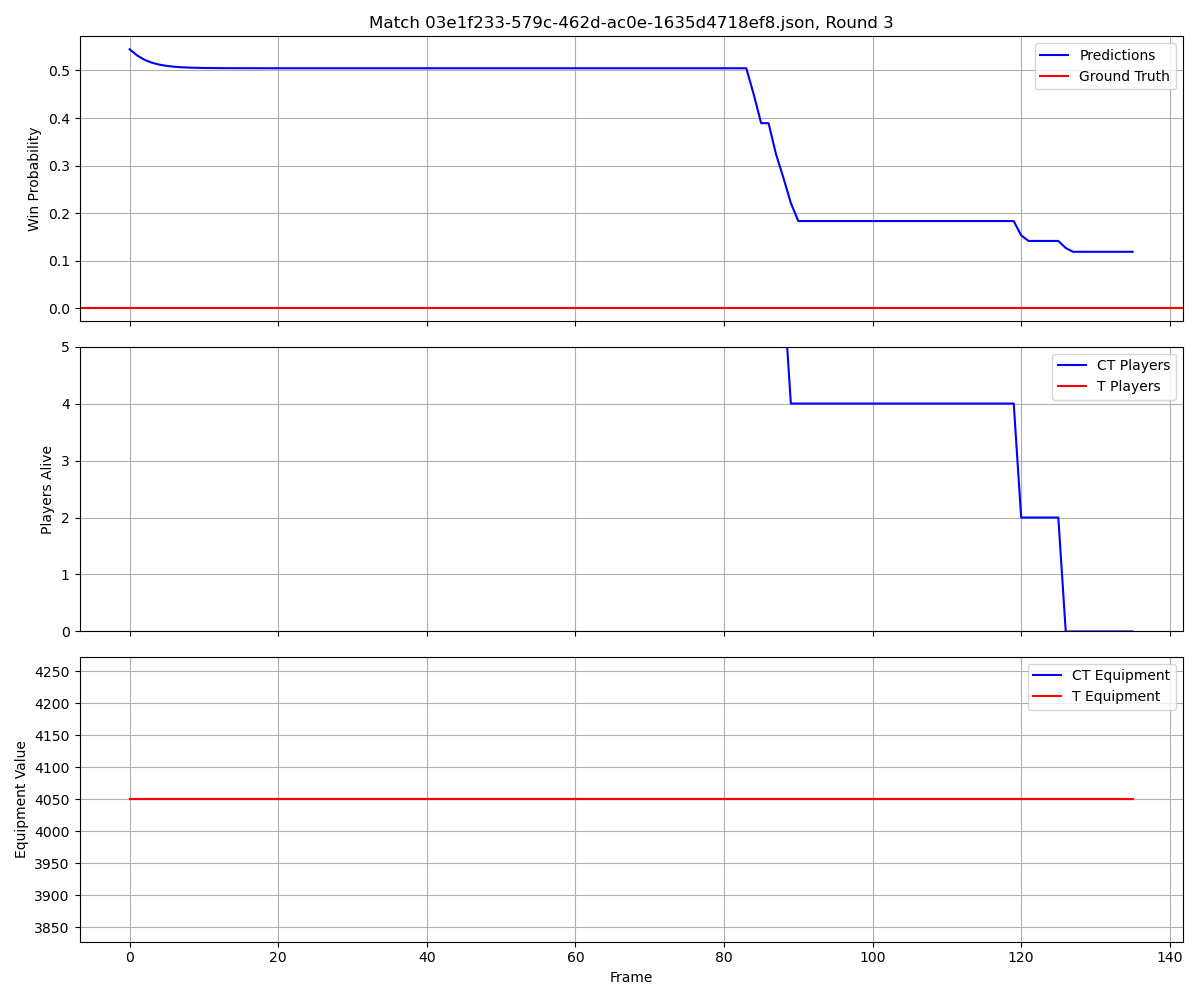 Match 03e1f233-579c-462d-ac0e-1635d4718ef8.json, Round 3
Win Probability
0.5
0.4
0.3
0.2
0.1
0.0
Predictions
Ground Truth
Players Alive
5
4
3
2
1
0
CT Players
T Players
Equipment Value
4250
4200
4150
4100
4050
4000
3950
3900
3850
CT Equipment
T Equipment
0 20 40 60 80 100 120 140
Frame